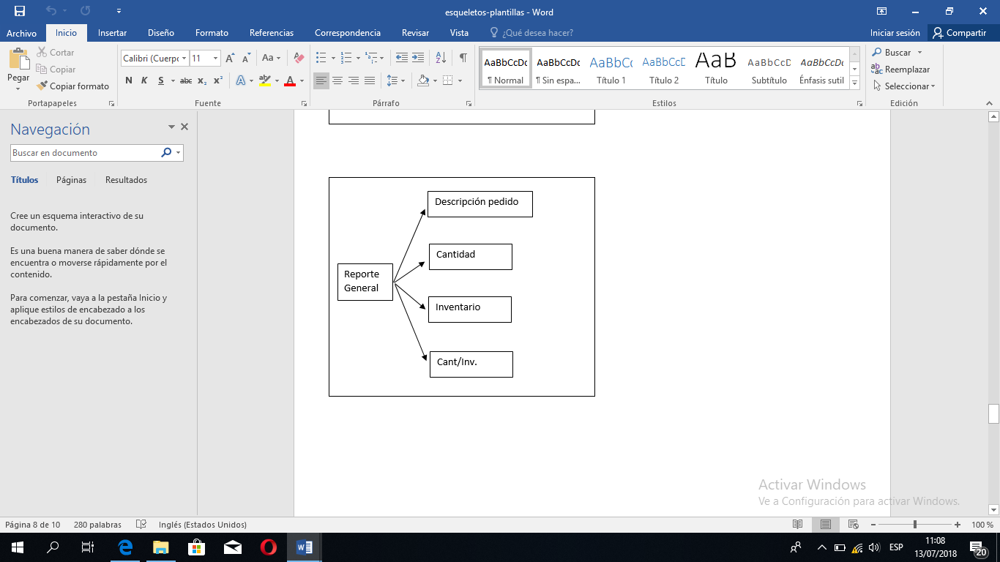 esqueletos-plantillas - Word
Archivo Inicio Insertar Diseño Formato Referencias Correspondencia Revisar Vista ¿Qué desea hacer? Iniciar sesión Compartir
Pegar
Cortar
Copiar
Copiar formato
Portapapeles
Calibri (Cuerpo 11
N K S abc x₂ x²
Fuente
Párrafo
AaBbCcDc AaBbCcDc AaBbCc AaBbCcD AaB AaBbCcD AaBbCcDc
¶ Normal ¶ Sin espa... Título 1 Título 2 Título Subtítulo Énfasis sutil
Estilos
Buscar
Reemplazar
Seleccionar
Edición
Navegación
Buscar en documento
Títulos Páginas Resultados
Cree un esquema interactivo de su
documento.
Es una buena manera de saber dónde se
encuentra o moverse rápidamente por el
contenido.
Para comenzar, vaya a la pestaña Inicio y
aplique estilos de encabezado a los
encabezados de su documento.
Reporte
General
Descripción pedido
Cantidad
Inventario
Cant/Inv.
Activar Windows
Ve a Configuración para activar Windows.
Página 8 de 10 280 palabras Inglés (Estados Unidos) 100 %
ESP
11:08
13/07/2018
20